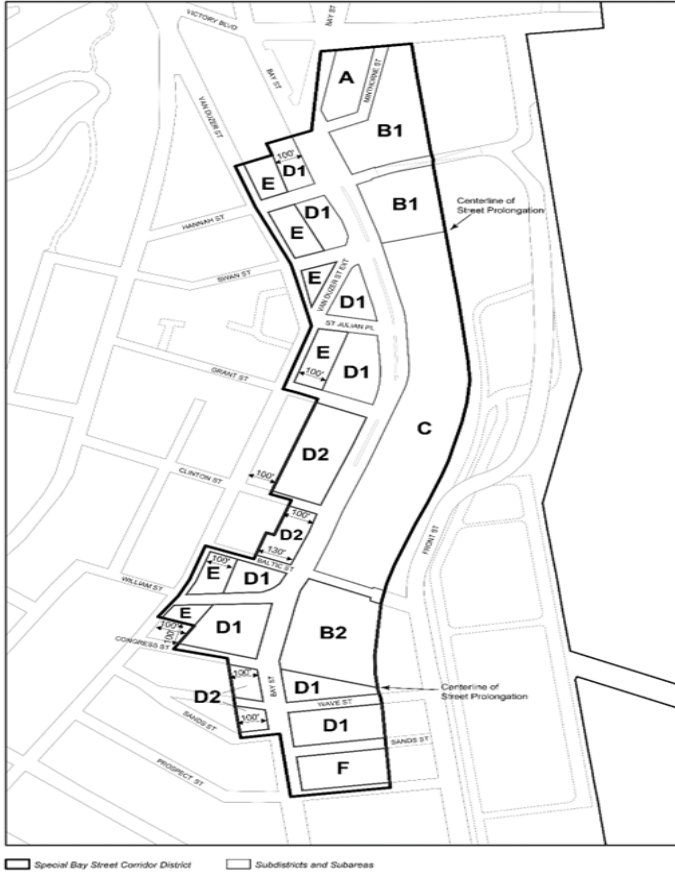 VICTORY BLVD
BAY ST
BAY ST
VAN DUZER ST
A
MINTHORNE ST
B1
100'
D1
E
B1
Centerline of
Street Prolongation
D1
E
HANNAH ST
SWAN ST
E
VAN DUZER ST EXT
D1
ST JULIAN PL
E
100'
D1
GRANT ST
C
D2
CLINTON ST
100'
100'
D2
130'
BALTIC ST
FRONT ST
100'
E
D1
WILLIAM ST
E
100'
100'
D1
B2
CONGRESS ST
100'
BAY ST
D1
Centerline of
Street Prolongation
D2
WAVE ST
100'
SANDS ST
D1
SANDS ST
PROSPECT ST
F
Special Bay Street Corridor District
Subdistricts and Subareas